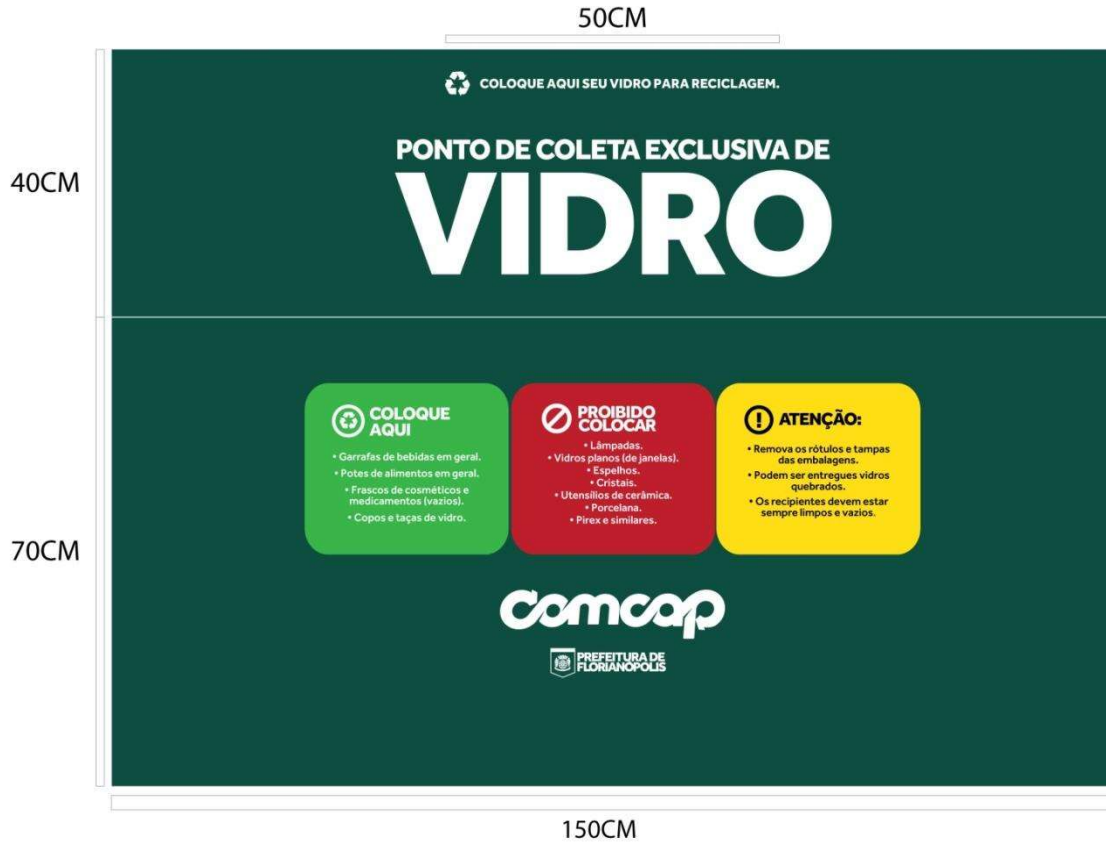 50CM
COLOQUE AQUI SEU VIDRO PARA RECICLAGEM.
40CM
PONTO DE COLETA EXCLUSIVA DE
VIDRO
70CM
COLOQUE
AQUI
• Garrafas de bebidas em geral.
• Potes de alimentos em geral.
• Frascos de cosméticos e
medicamentos (vazios).
• Copos e taças de vidro.
PROIBIDO
COLOCAR
• Lâmpadas.
• Vidros planos (de janelas).
• Espelhos.
• Cristais.
• Utensílios de cerâmica.
• Porcelana.
• Pirex e similares.
ATENÇÃO:
• Remova os rótulos e tampas
das embalagens.
• Podem ser entregues vidros
quebrados.
• Os recipientes devem estar
sempre limpos e vazios.
comcap
PREFEITURA DE
FLORIANÓPOLIS
150CM